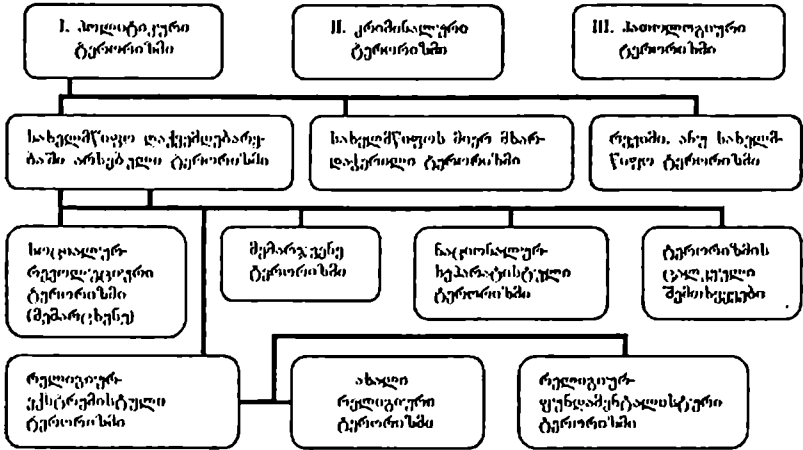 I. პოლიტიკური
ტერორიზმი
II. კრიმინალური
ტერორიზმი
III. პათოლოგიური
ტერორიზმი
სახელმწიფო დაქვემდებარე-
ბაში არსებული ტერორიზმი
სახელმწიფოს მიერ მხარ-
დაჭერილი ტერორიზმი
რეჟიმი, ანუ სახელმ-
წიფო ტერორიზმი
სოციალურ-
რევოლუციური
ტერორიზმი
(მემარცხენე)
მემარჯვენე
ტერორიზმი
ნაციონალურ-
სეპარატისტული
ტერორიზმი
ტერორიზმის
ცალკეული
შემთხვევები
რელიგიურ-
ექსტრემისტული
ტერორიზმი
ახალი
რელიგიური
ტერორიზმი
რელიგიურ-
ფუნდამენტალისტური
ტერორიზმი